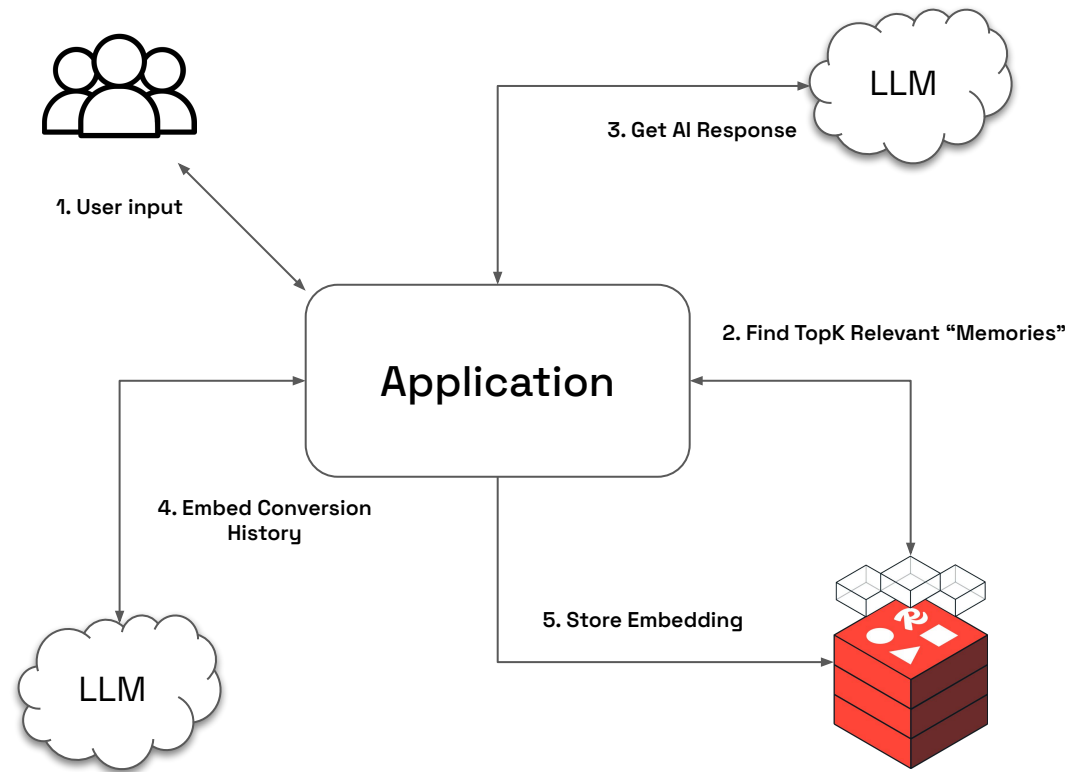 LLM
3. Get AI Response
1. User input
2. Find TopK Relevant “Memories”
Application
4. Embed Conversion
History
5. Store Embedding
LLM